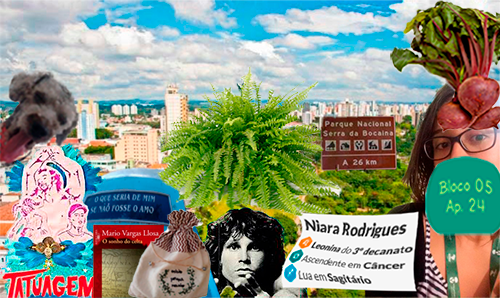 Parque Nacional
Serra da Bocaina
A 26 km
Bloco 05
Ap. 24
O QUE SERIA DE MIM
SE NÃO FOSSE O AMOR
Niara Rodrigues
Leonina do 3º decanato
Ascendente em Câncer
Lua em Sagitário
Mario Vargas Llosa
O sonho do celta
TATUAGEM